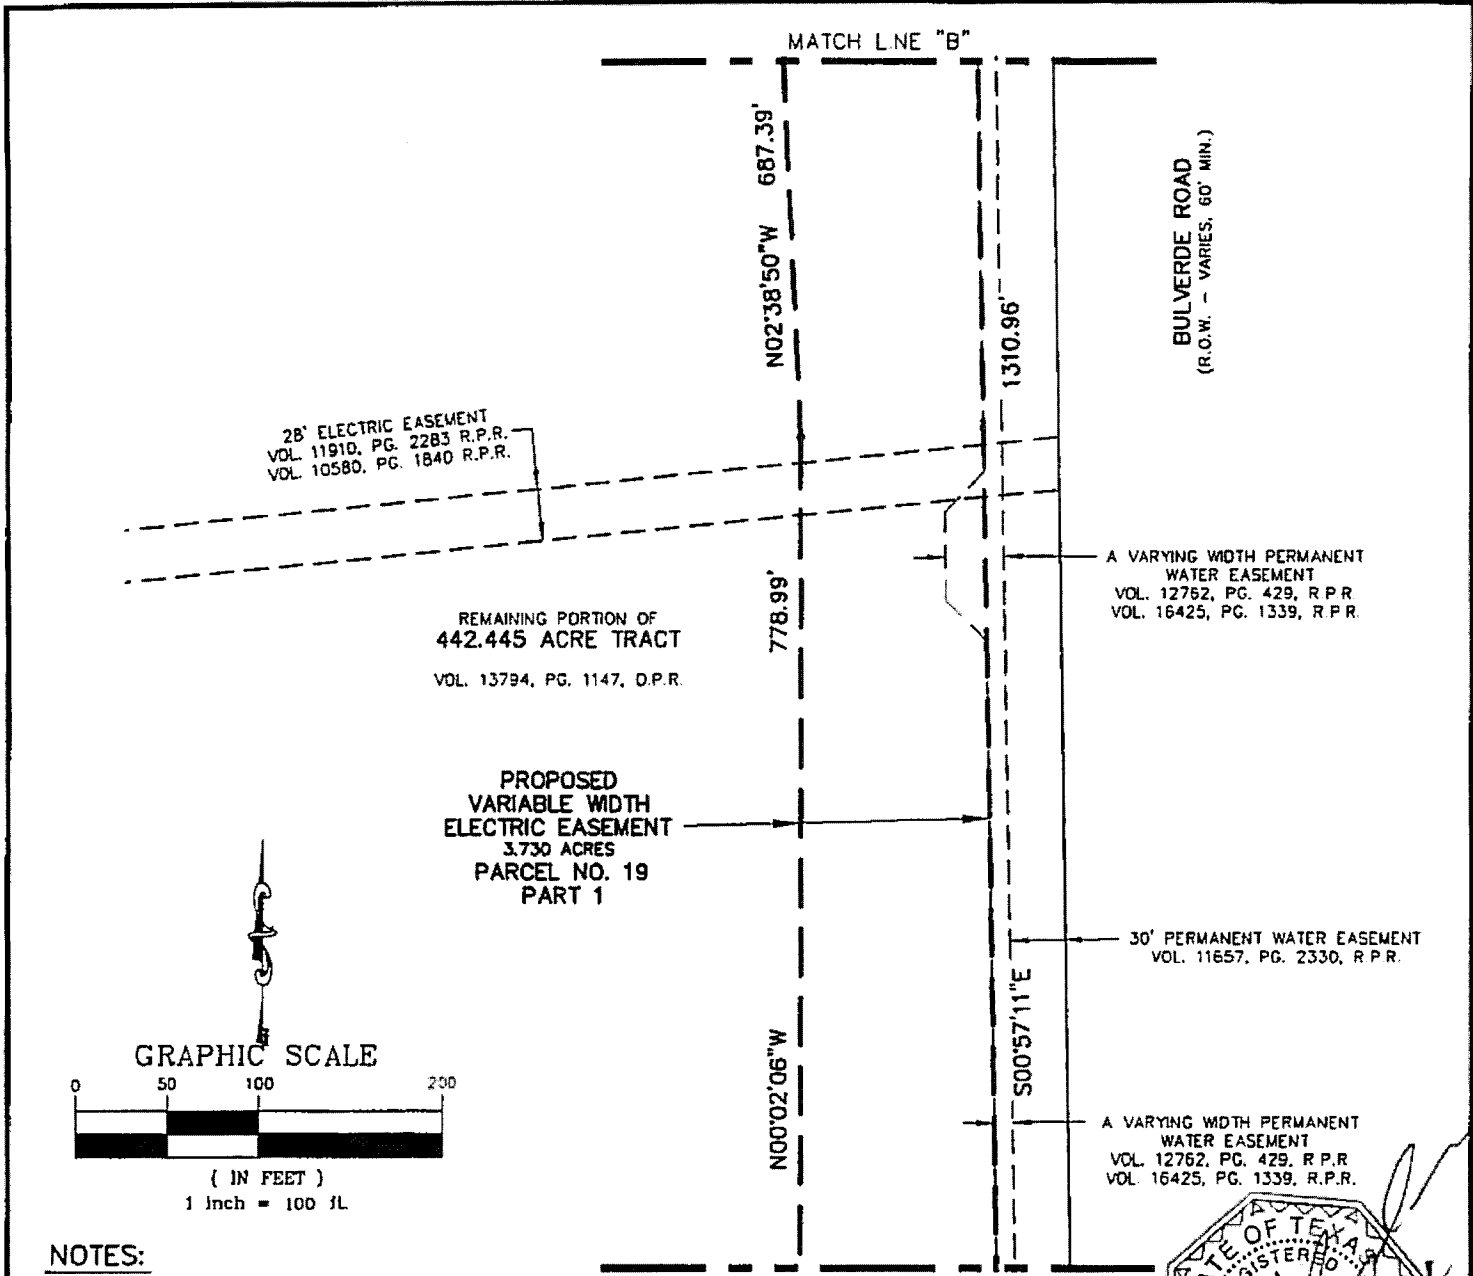 MATCH L.NE "B"
687.39'
N02°38'50"W
1310.96'
BULVERDE ROAD
(R.O.W. - VARIES, 60' MIN.)
28' ELECTRIC EASEMENT
VOL. 11910, PG. 2283 R.P.R.
VOL. 10580, PG. 1840 R.P.R.
A VARYING WIDTH PERMANENT
WATER EASEMENT
VOL. 12762, PG. 429, R.P.R
VOL. 16425, PG. 1339, R.P.R.
778.99'
REMAINING PORTION OF
442.445 ACRE TRACT
VOL. 13794, PG. 1147, O.P.R.
PROPOSED
VARIABLE WIDTH
ELECTRIC EASEMENT
3.730 ACRES
PARCEL NO. 19
PART 1
30' PERMANENT WATER EASEMENT
VOL. 11657, PG. 2330, R.P.R.
S00°57'11"E
N00°02'06"W
GRAPHIC SCALE
0 50 100 200
( IN FEET )
1 inch = 100 ft.
A VARYING WIDTH PERMANENT
WATER EASEMENT
VOL. 12762, PG. 429, R.P.R
VOL. 16425, PG. 1339, R.P.R.
NOTES:
TE OF TEXAS
GISTERED